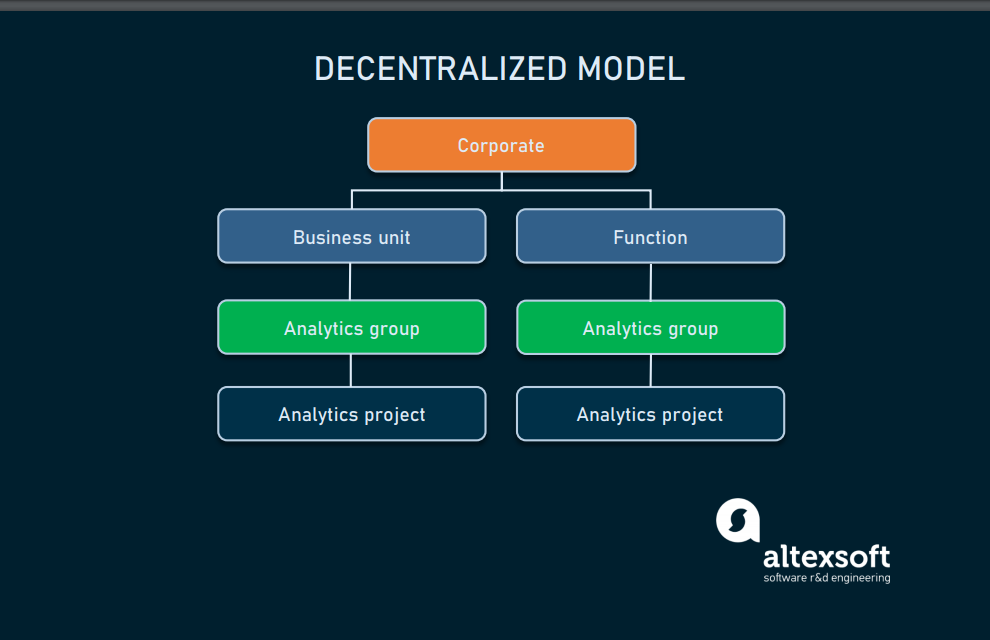 DECENTRALIZED MODEL
Corporate
Business unit
Function
Analytics group
Analytics group
Analytics project
Analytics project
altexsoft
software r&d engineering